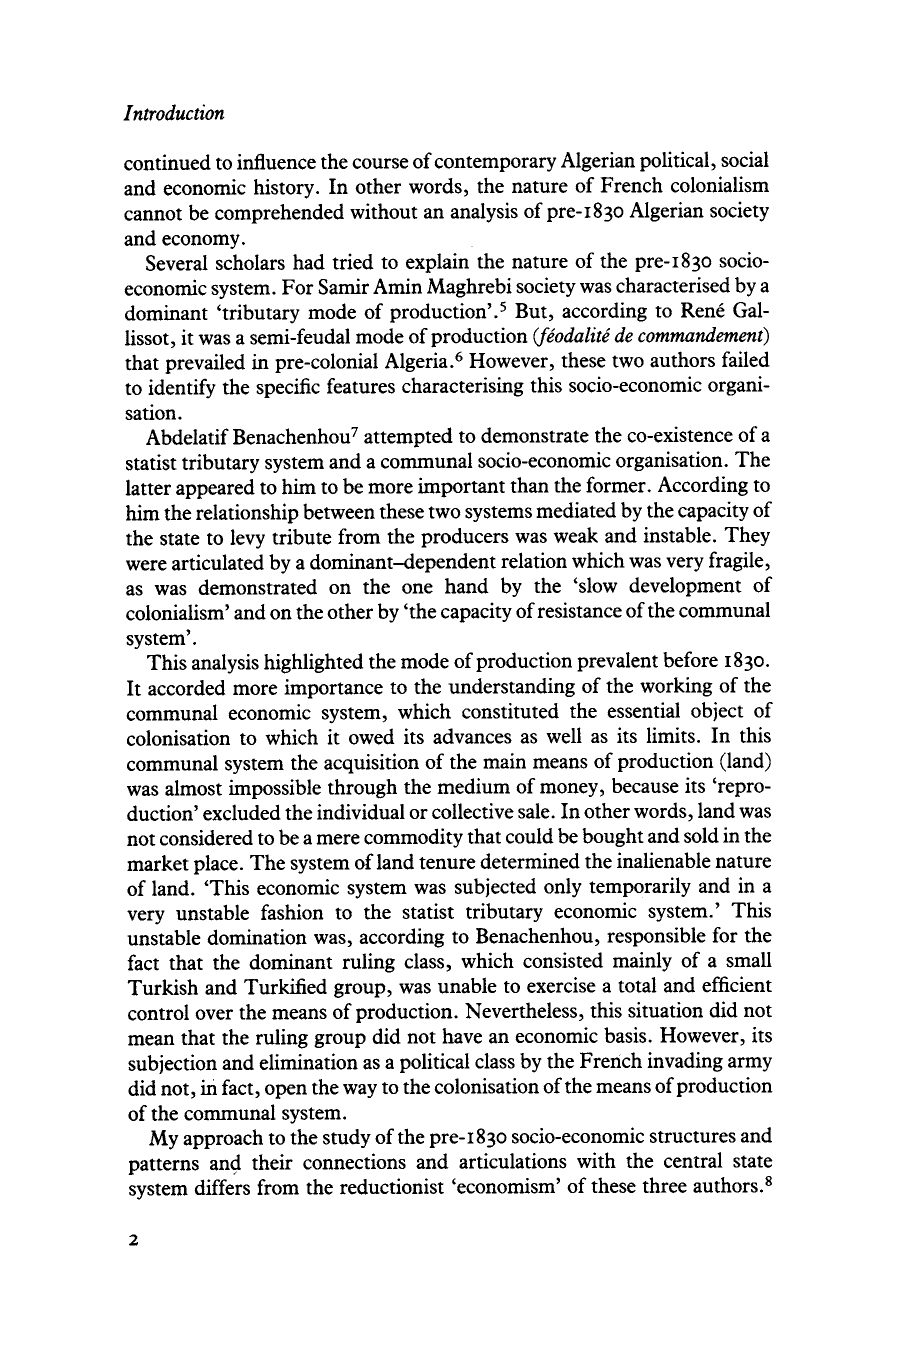 Introduction
continued to influence the course of contemporary Algerian political, social
and economic history. In other words, the nature of French colonialism
cannot be comprehended without an analysis of pre-1830 Algerian society
and economy.
Several scholars had tried to explain the nature of the pre-1830 socio-
economic system. For Samir Amin Maghrebi society was characterised by a
dominant ‘tributary mode of production’.⁵ But, according to René Gal-
lissot, it was a semi-feudal mode of production (féodalité de commandement)
that prevailed in pre-colonial Algeria.⁶ However, these two authors failed
to identify the specific features characterising this socio-economic organi-
sation.
Abdelatif Benachenhou⁷ attempted to demonstrate the co-existence of a
statist tributary system and a communal socio-economic organisation. The
latter appeared to him to be more important than the former. According to
him the relationship between these two systems mediated by the capacity of
the state to levy tribute from the producers was weak and instable. They
were articulated by a dominant–dependent relation which was very fragile,
as was demonstrated on the one hand by the ‘slow development of
colonialism’ and on the other by ‘the capacity of resistance of the communal
system’.
This analysis highlighted the mode of production prevalent before 1830.
It accorded more importance to the understanding of the working of the
communal economic system, which constituted the essential object of
colonisation to which it owed its advances as well as its limits. In this
communal system the acquisition of the main means of production (land)
was almost impossible through the medium of money, because its ‘repro-
duction’ excluded the individual or collective sale. In other words, land was
not considered to be a mere commodity that could be bought and sold in the
market place. The system of land tenure determined the inalienable nature
of land. ‘This economic system was subjected only temporarily and in a
very unstable fashion to the statist tributary economic system.’ This
unstable domination was, according to Benachenhou, responsible for the
fact that the dominant ruling class, which consisted mainly of a small
Turkish and Turkified group, was unable to exercise a total and efficient
control over the means of production. Nevertheless, this situation did not
mean that the ruling group did not have an economic basis. However, its
subjection and elimination as a political class by the French invading army
did not, in fact, open the way to the colonisation of the means of production
of the communal system.
My approach to the study of the pre-1830 socio-economic structures and
patterns and their connections and articulations with the central state
system differs from the reductionist ‘economism’ of these three authors.⁸
2